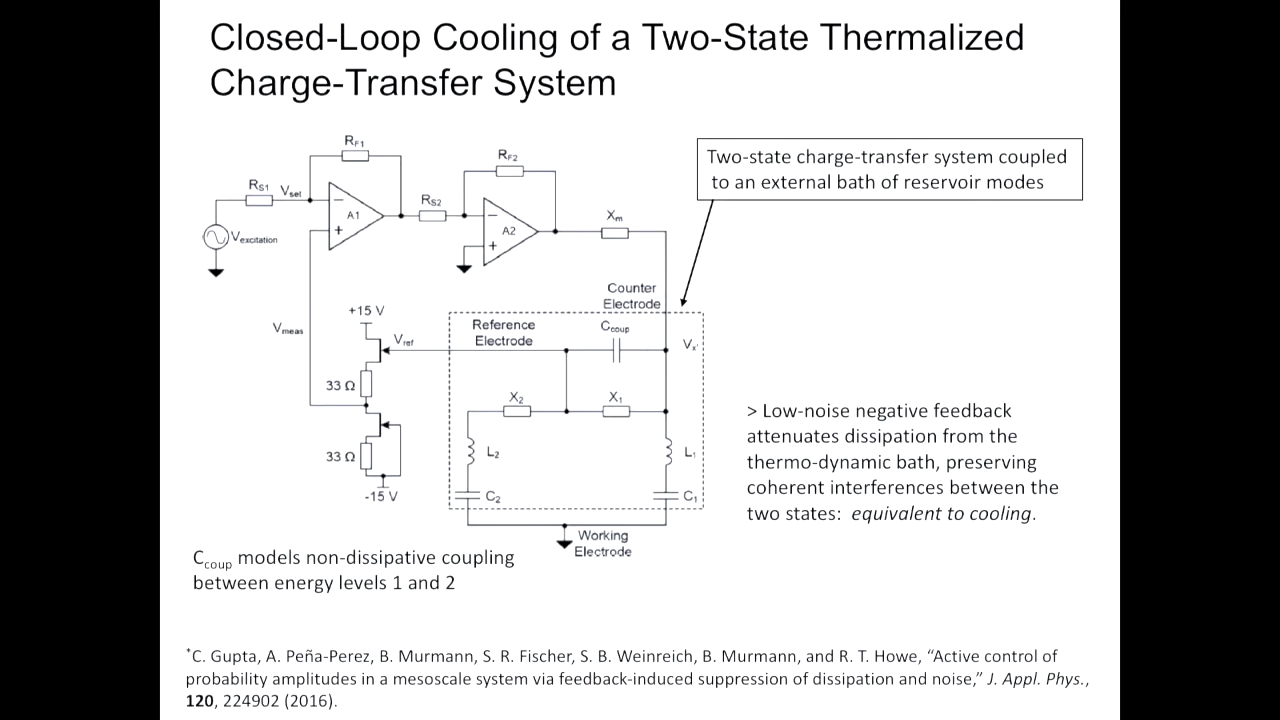 Closed-Loop Cooling of a Two-State Thermalized
Charge-Transfer System
R_F1
R_F2
R_S1
V_set
R_S2
A1
A2
−
+
−
+
X_m
V_excitation
Two-state charge-transfer system coupled
to an external bath of reservoir modes
Counter
Electrode
+15 V
V_meas
V_ref
Reference
Electrode
C_coup
V_x'
33 Ω
X_2
X_1
L_2
L_1
33 Ω
-15 V
C_2
C_1
Working
Electrode
> Low-noise negative feedback
attenuates dissipation from the
thermo-dynamic bath, preserving
coherent interferences between the
two states: equivalent to cooling.
C_coup models non-dissipative coupling
between energy levels 1 and 2
*C. Gupta, A. Peña-Perez, B. Murmann, S. R. Fischer, S. B. Weinreich, B. Murmann, and R. T. Howe, “Active control of
probability amplitudes in a mesoscale system via feedback-induced suppression of dissipation and noise,” J. Appl. Phys.,
120, 224902 (2016).